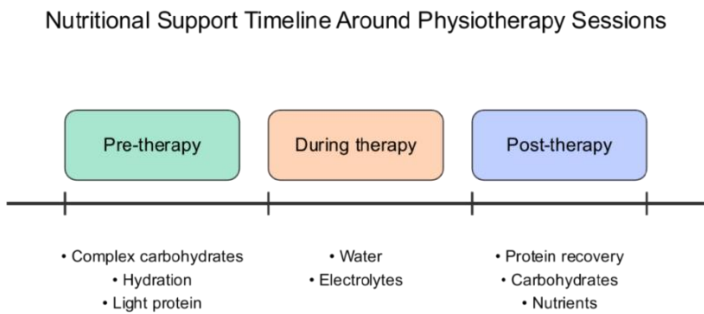 Nutritional Support Timeline Around Physiotherapy Sessions
Pre-therapy
During therapy
Post-therapy
• Complex carbohydrates
• Hydration
• Light protein
• Water
• Electrolytes
• Protein recovery
• Carbohydrates
• Nutrients